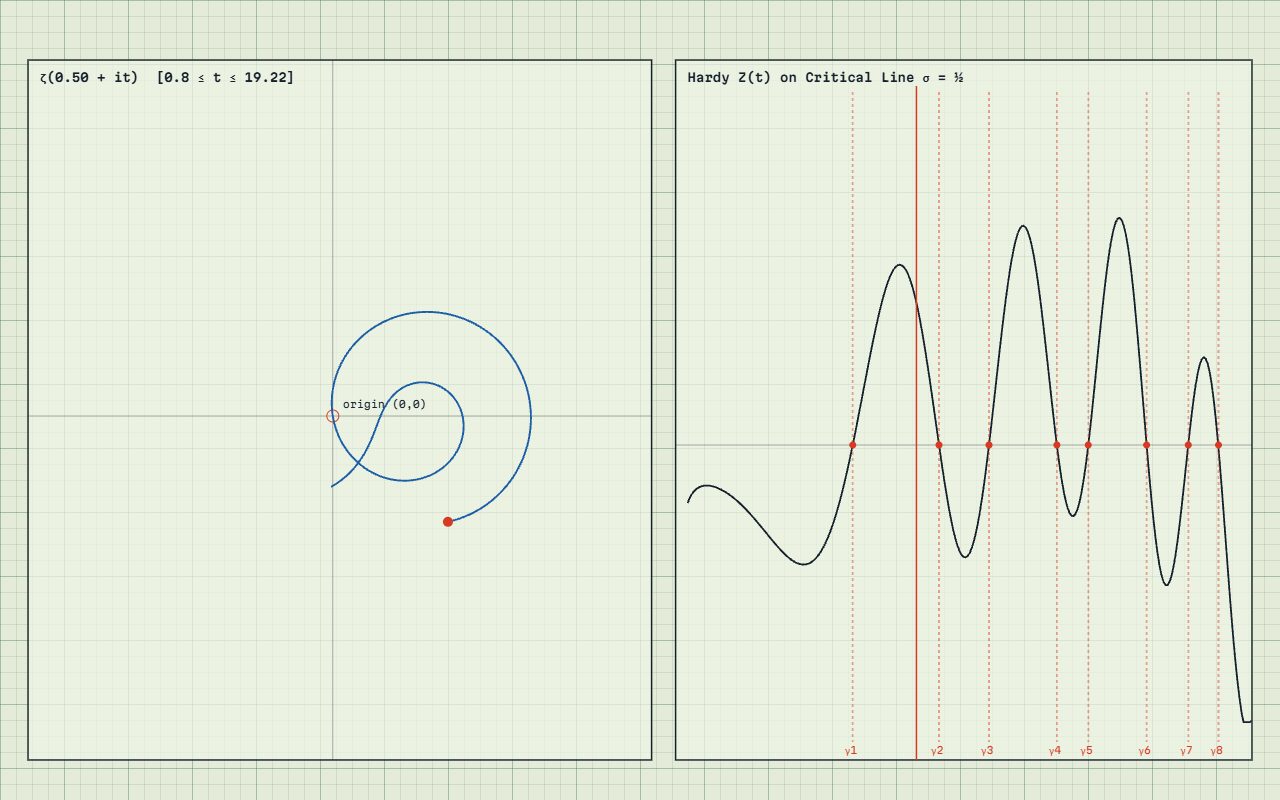 ζ(0.50 + it)  [0.8 ≤ t ≤ 19.22]
origin (0,0)
Hardy Z(t) on Critical Line σ = ½
γ1
γ2
γ3
γ4
γ5
γ6
γ7
γ8